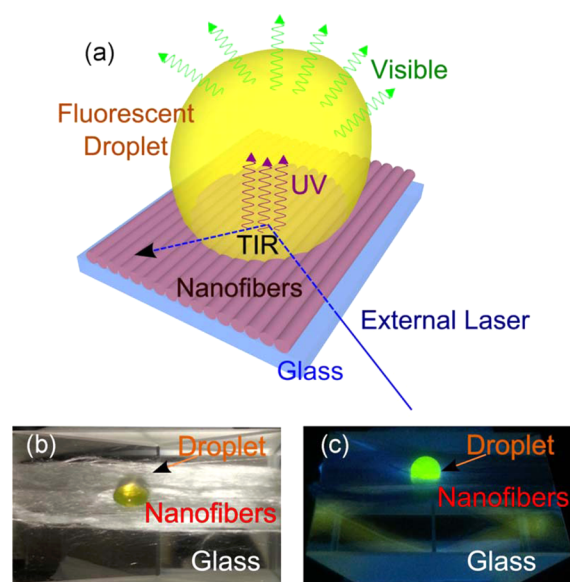 (a)
Visible
Fluorescent
Droplet
UV
TIR
Nanofibers
External Laser
Glass
(b)
Droplet
Nanofibers
Glass
(c)
Droplet
Nanofibers
Glass